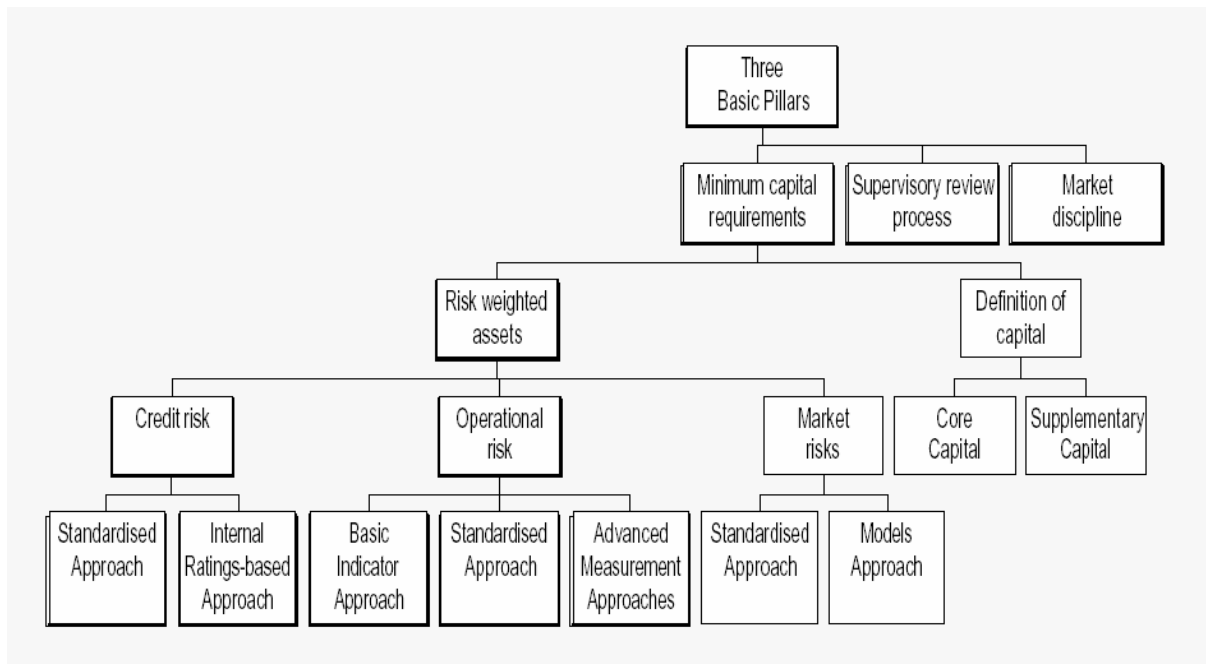 Three
Basic Pillars
Minimum capital
requirements
Supervisory review
process
Market
discipline
Risk weighted
assets
Definition of
capital
Credit risk
Operational
risk
Market
risks
Core
Capital
Supplementary
Capital
Standardised
Approach
Internal
Ratings-based
Approach
Basic
Indicator
Approach
Standardised
Approach
Advanced
Measurement
Approaches
Standardised
Approach
Models
Approach